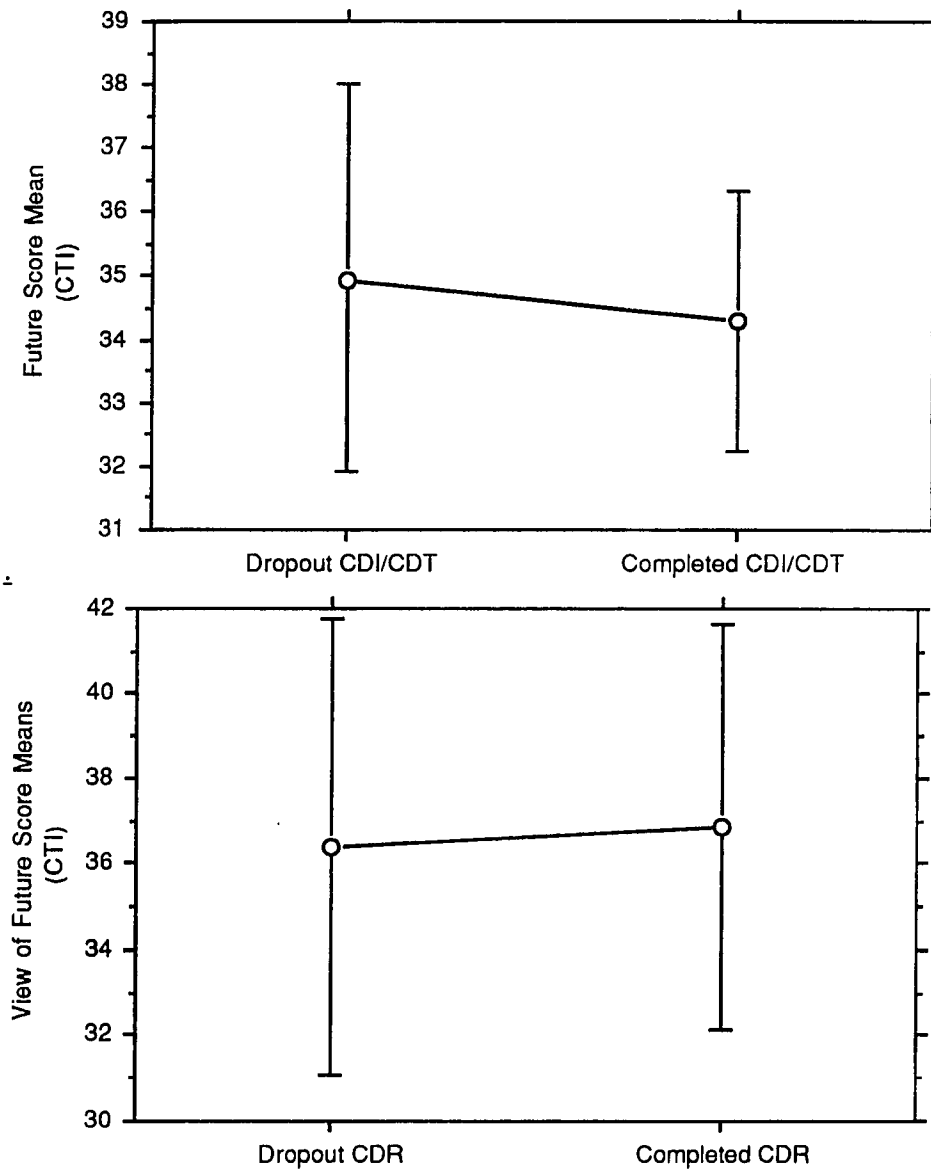 39
38
37
36
35
34
33
32
31
Future Score Mean
(CTI)
Dropout CDI/CDT
Completed CDI/CDT
42
40
38
36
34
32
30
View of Future Score Means
(CTI)
Dropout CDR
Completed CDR